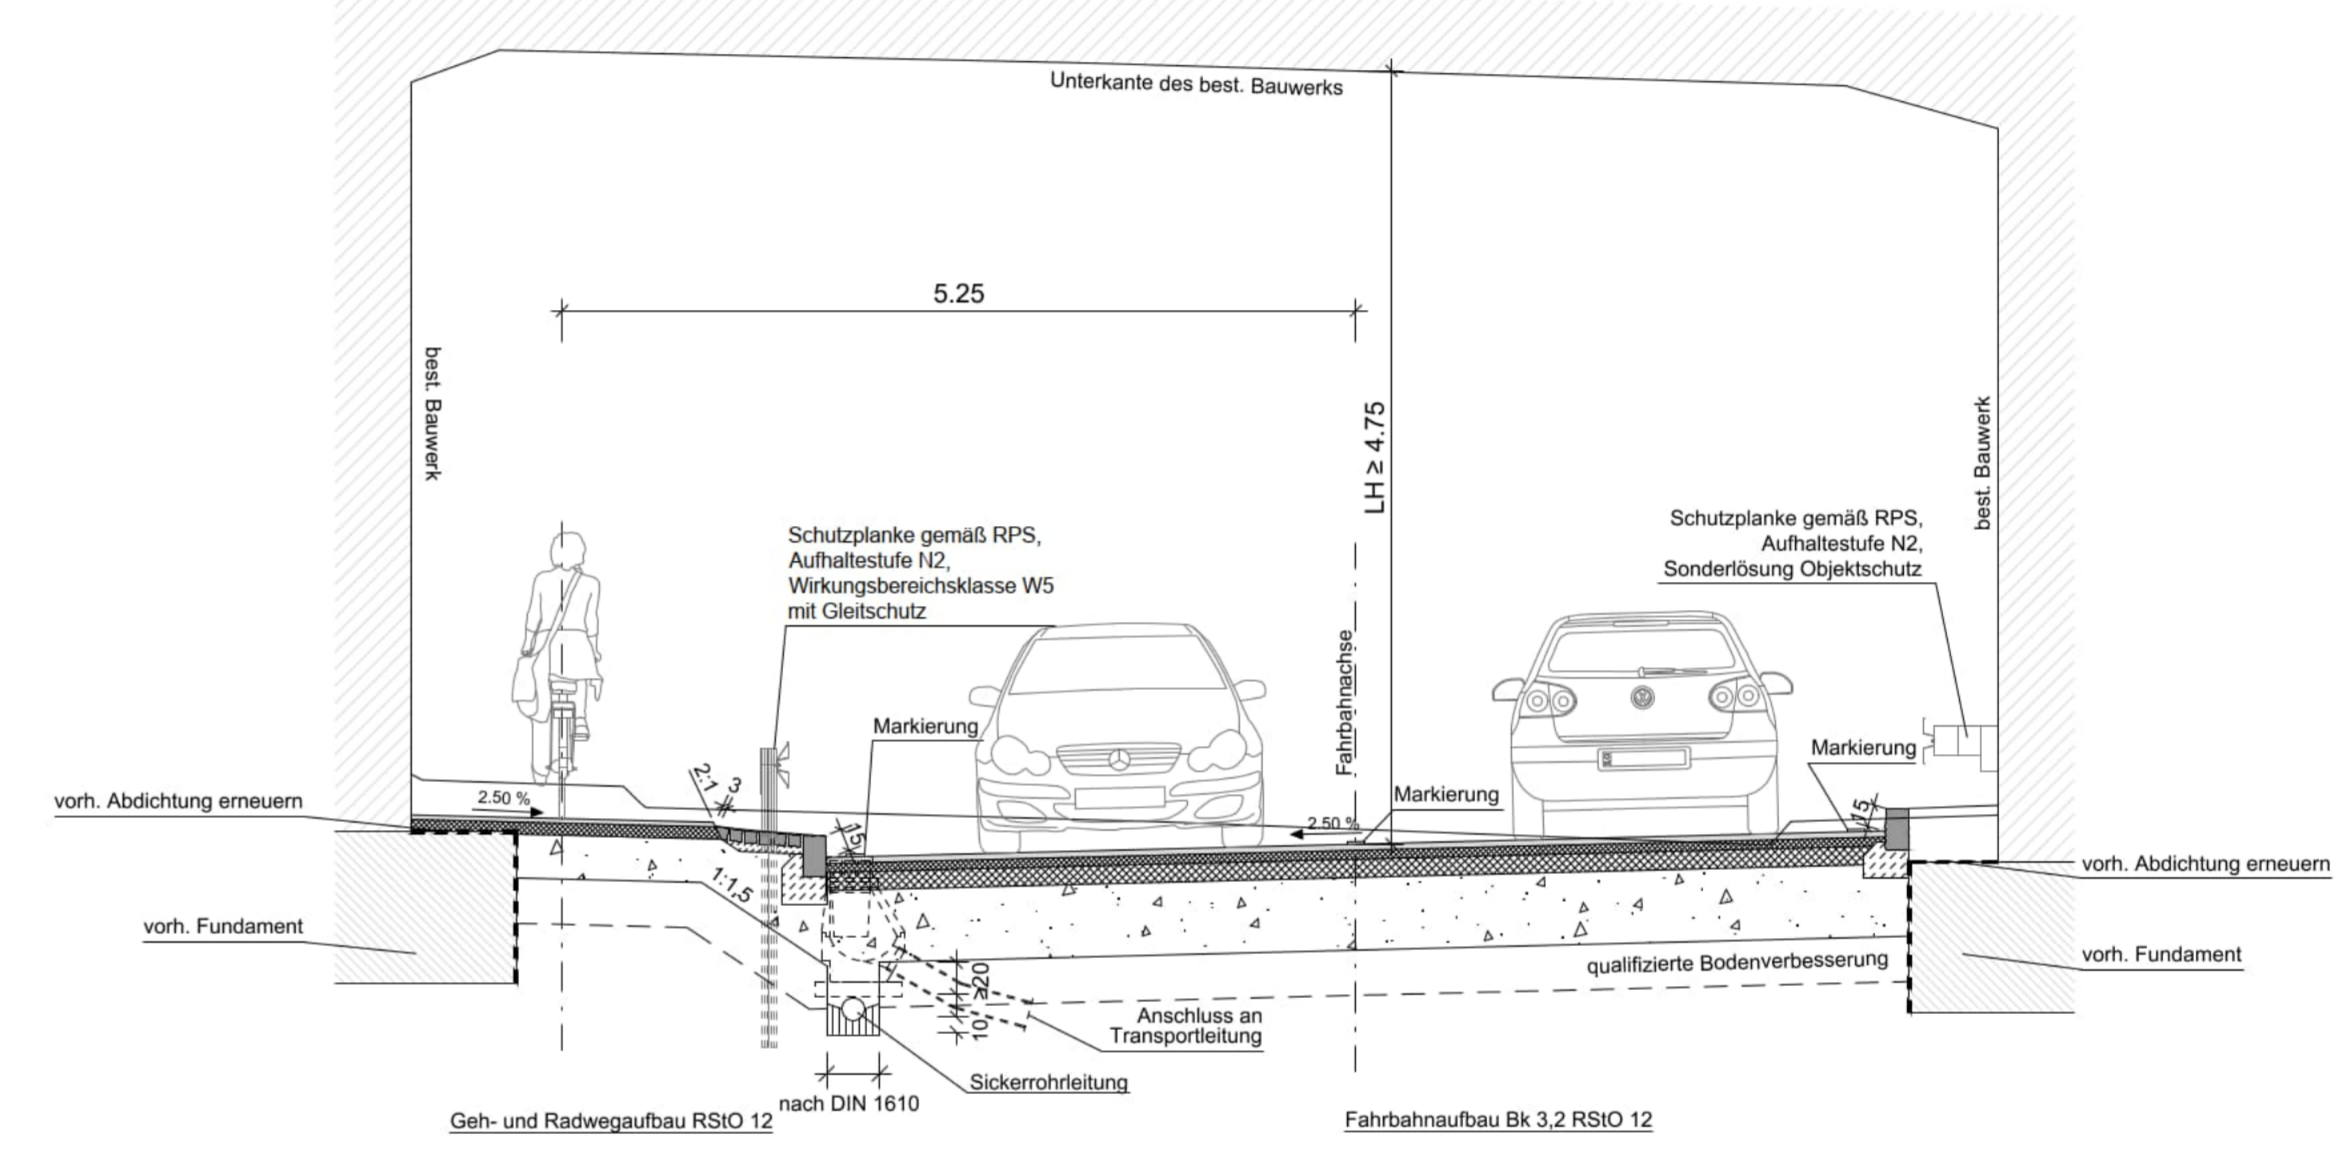 Unterkante des best. Bauwerks
5.25
best. Bauwerk
LH ≥ 4.75
best. Bauwerk
Schutzplanke gemäß RPS,
Aufhaltestufe N2,
Wirkungsbereichsklasse W5
mit Gleitschutz
Schutzplanke gemäß RPS,
Aufhaltestufe N2,
Sonderlösung Objektschutz
Fahrbahnachse
Markierung
Markierung
Markierung
vorh. Abdichtung erneuern
2.50 %
2:1
3
15
2.50 %
15
1:1,5
vorh. Abdichtung erneuern
vorh. Fundament
vorh. Fundament
qualifizierte Bodenverbesserung
≥20
10
Anschluss an
Transportleitung
Sickerrohrleitung
nach DIN 1610
Geh- und Radwegaufbau RStO 12
Fahrbahnaufbau Bk 3,2 RStO 12